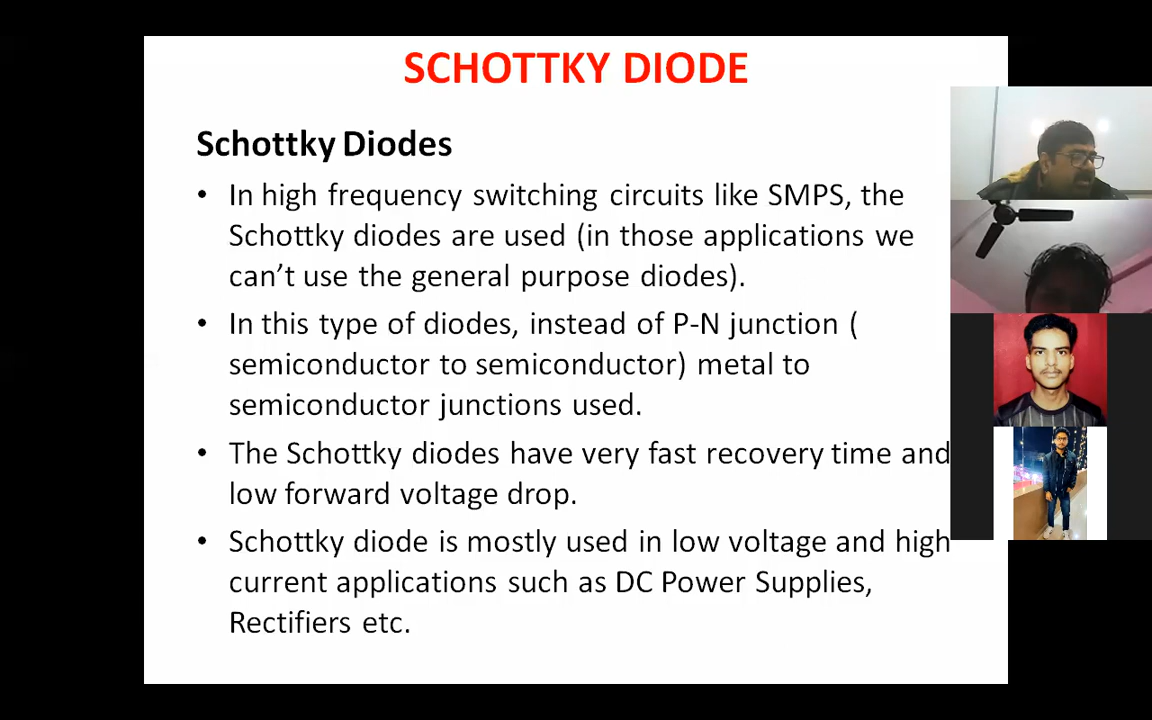 SCHOTTKY DIODE
Schottky Diodes
• In high frequency switching circuits like SMPS, the
Schottky diodes are used (in those applications we
can’t use the general purpose diodes).
• In this type of diodes, instead of P-N junction (
semiconductor to semiconductor) metal to
semiconductor junctions used.
• The Schottky diodes have very fast recovery time and
low forward voltage drop.
• Schottky diode is mostly used in low voltage and high
current applications such as DC Power Supplies,
Rectifiers etc.